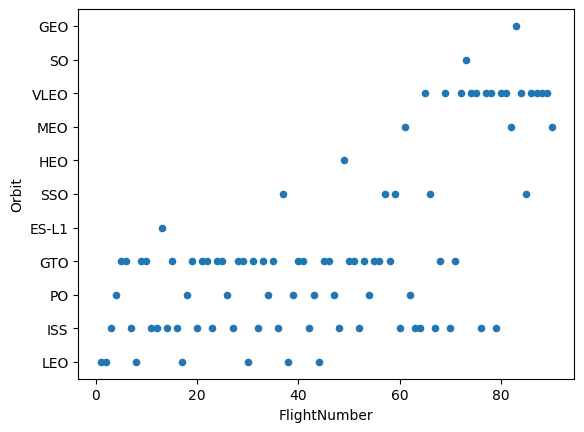 GEO
SO
VLEO
MEO
HEO
SSO
ES-L1
GTO
PO
ISS
LEO
Orbit
0 20 40 60 80
FlightNumber